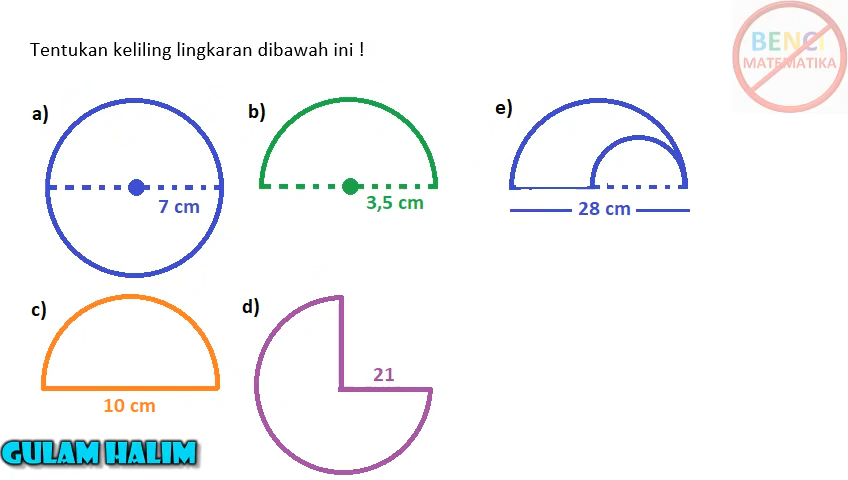 BENCI
MATEMATIKA
Tentukan keliling lingkaran dibawah ini !
a)
7 cm
b)
3,5 cm
e)
28 cm
c)
10 cm
d)
21
GULAM HALIM